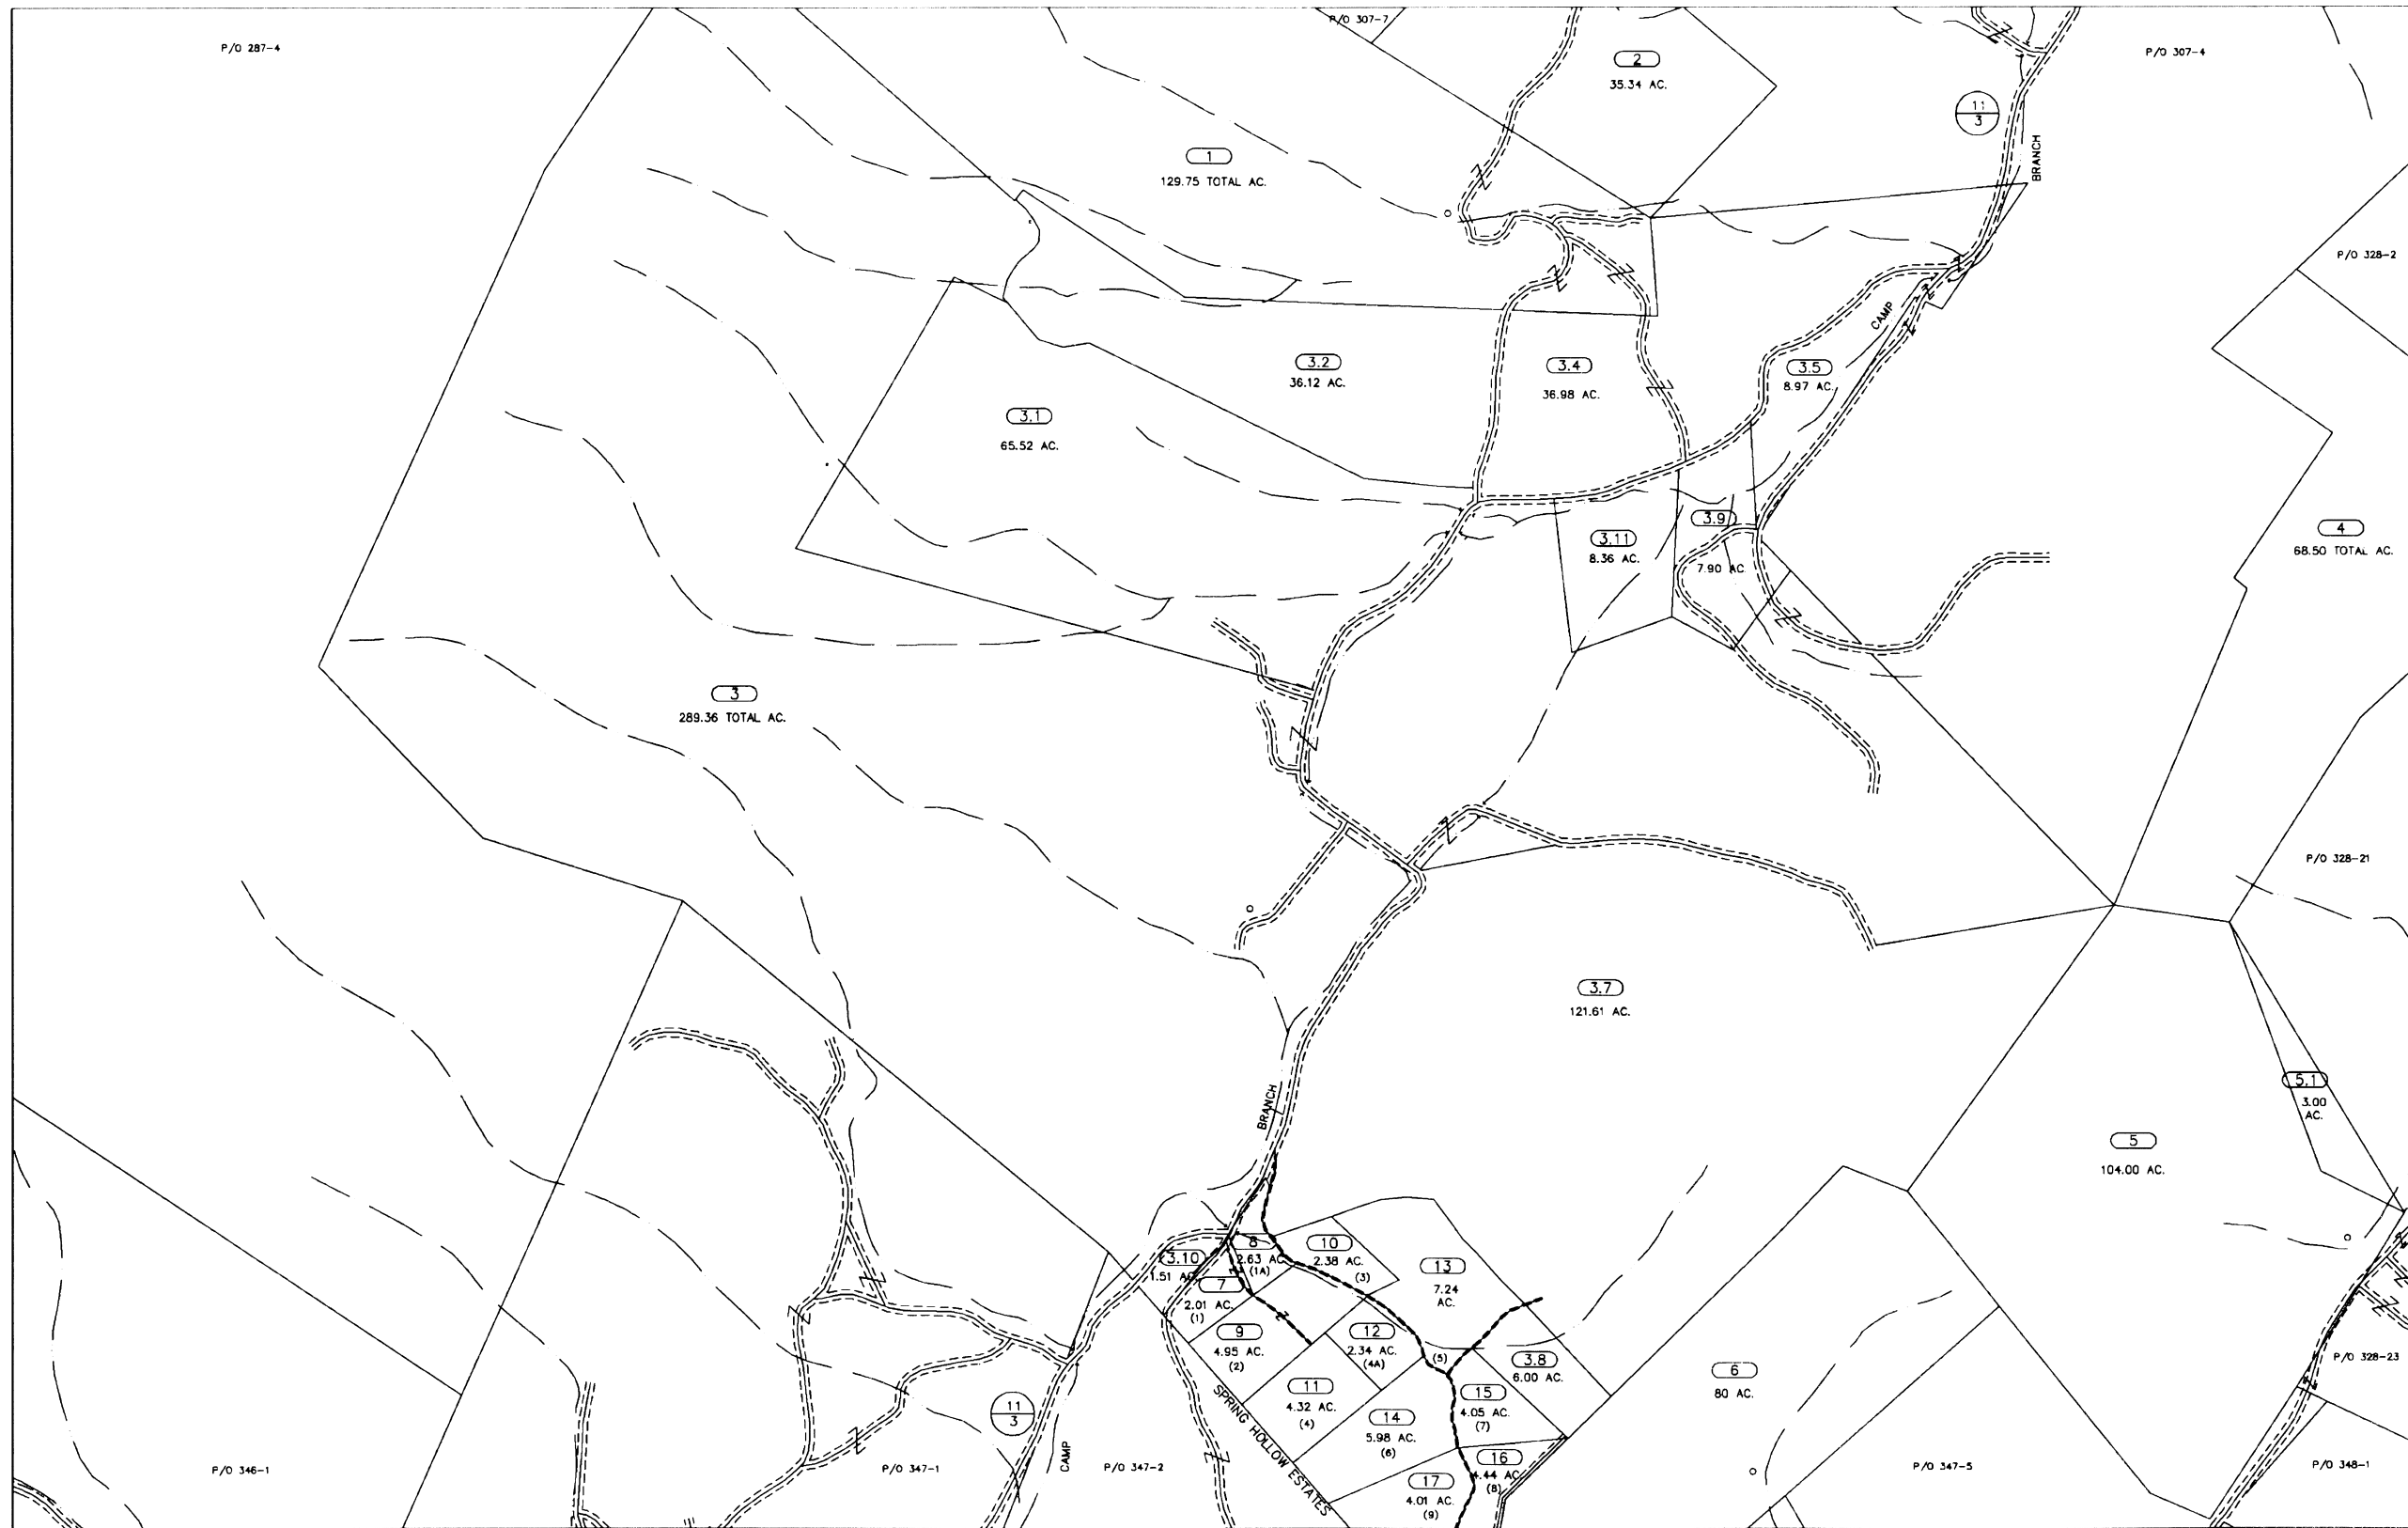 P/O 287-4
P/O 307-7
P/O 307-4
2
35.34 AC.
11
3
BRANCH
1
129.75 TOTAL AC.
P/O 328-2
CAMP
3.2
36.12 AC.
3.4
36.98 AC.
3.5
8.97 AC.
3.1
65.52 AC.
3.9
7.90 AC.
3.11
8.36 AC.
4
68.50 TOTAL AC.
3
289.36 TOTAL AC.
P/O 328-21
3.7
121.61 AC.
5.1
3.00
AC.
BRANCH
5
104.00 AC.
3.10
1.51 AC.
8
2.63 AC.
(1A)
10
2.38 AC.
(3)
13
7.24
AC.
7
2.01 AC.
(1)
9
4.95 AC.
(2)
12
2.34 AC.
(4A)
(5)
3.8
6.00 AC.
6
80 AC.
P/O 328-23
11
4.32 AC.
(4)
15
4.05 AC.
(7)
14
5.98 AC.
(6)
SPRING HOLLOW ESTATES
11
3
CAMP
16
4.44 AC.
(8)
17
4.01 AC.
(9)
P/O 346-1
P/O 347-1
P/O 347-2
P/O 347-5
P/O 348-1